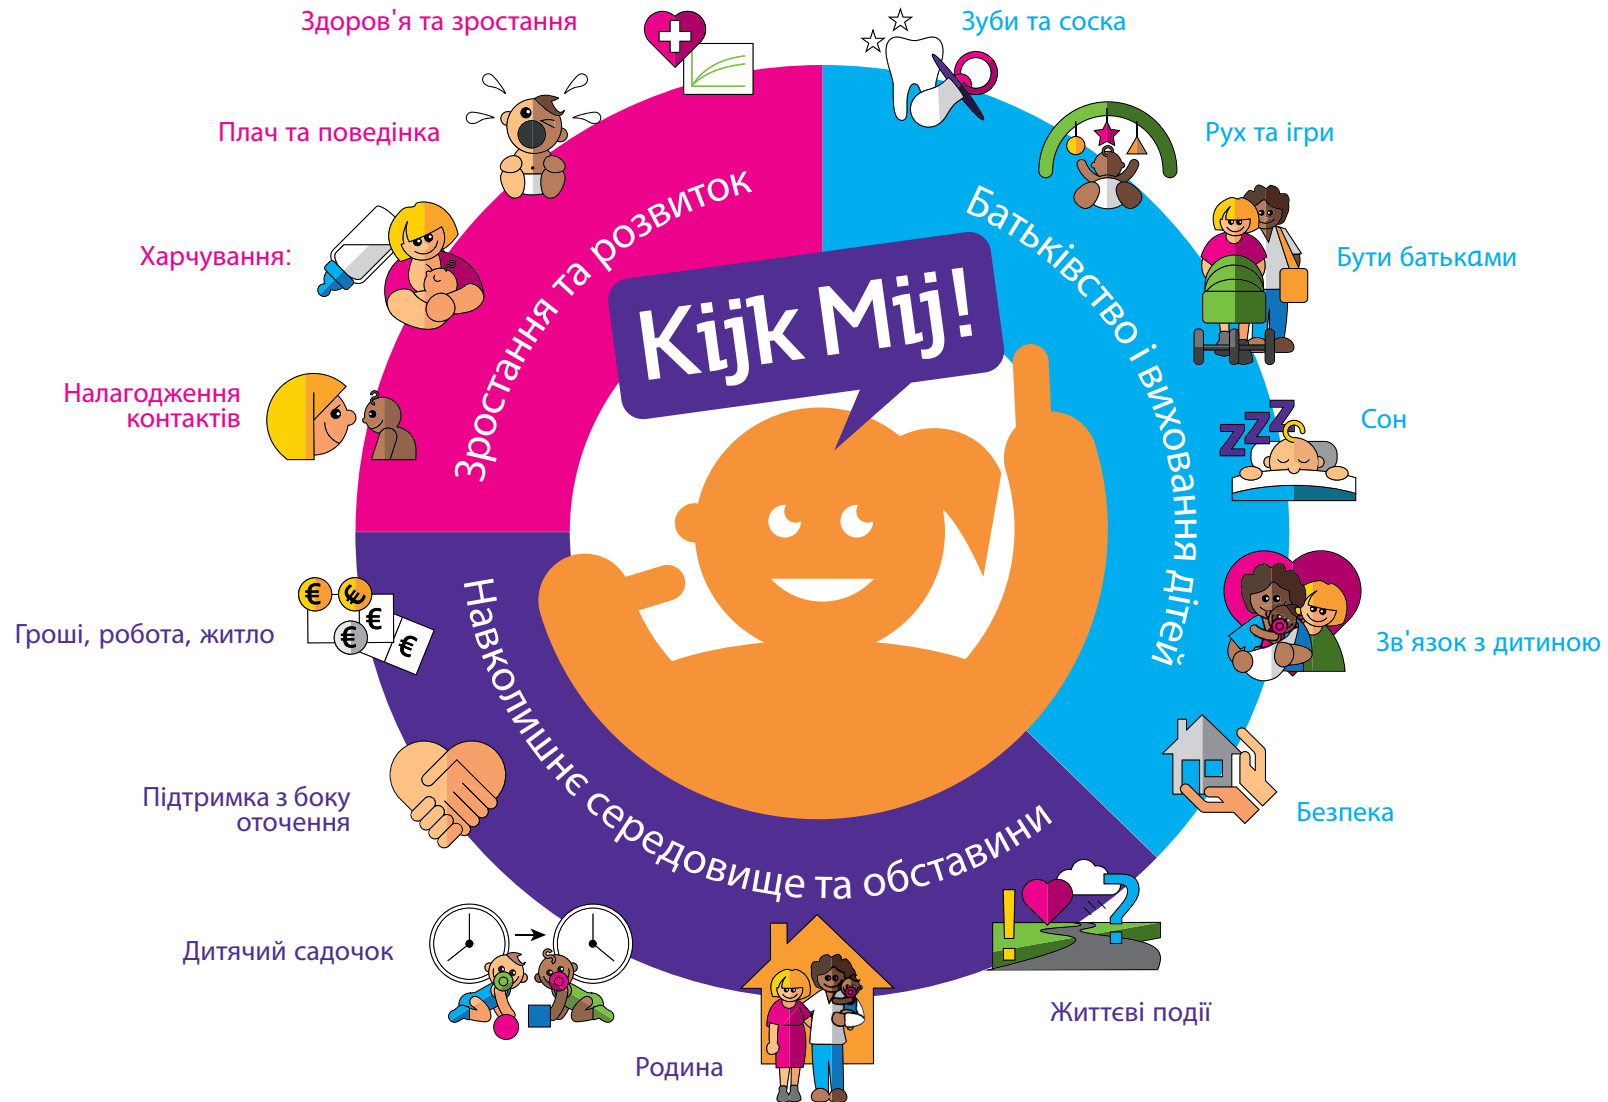 Здоров'я та зростання
Зуби та соска
Плач та поведінка
Рух та ігри
Харчування:
Бути батьками
Налагодження
контактів
Сон
Зростання та розвиток
Батьківство і виховання дітей
Kijk Mij!
ZZZ
Гроші, робота, житло
€
€
€
€
€
Зв'язок з дитиною
Навколишнє середовище та обставини
Підтримка з боку
оточення
Безпека
! ?
Дитячий садочок
Життєві події
Родина